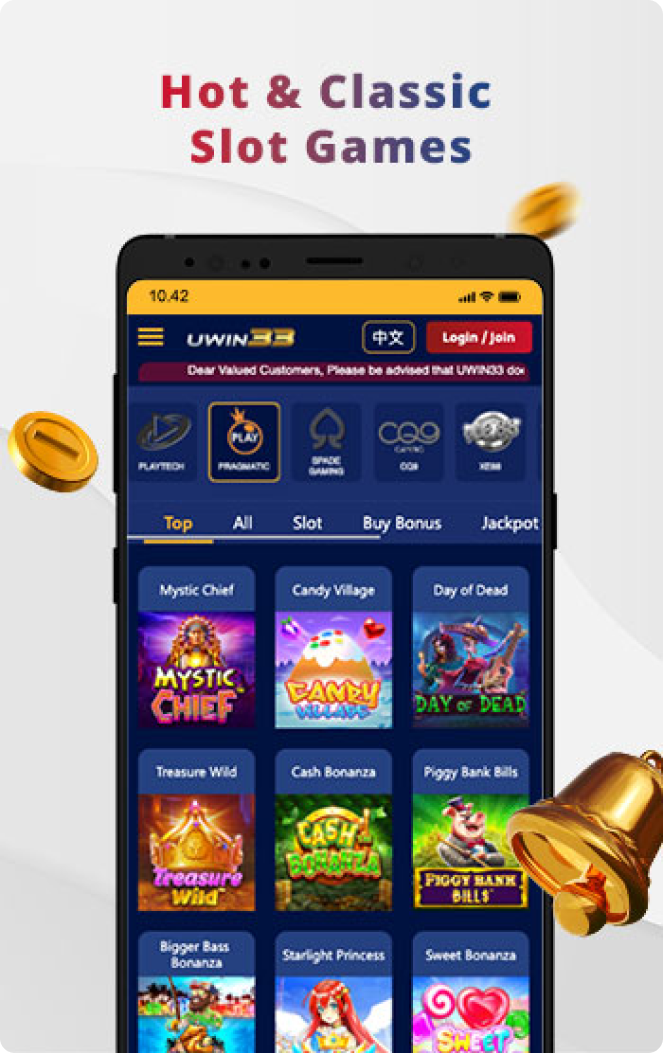 Hot & Classic
Slot Games
10.42
UWIN33
中文
Login / Join
Dear Valued Customers, Please be advised that UWIN33 do
PLAYTECH
PLAY
PRAGMATIC
SPADE
GAMING
CQ9
GAMING
CQ9
XE88
Top
All
Slot
Buy Bonus
Jackpot
Mystic Chief
Candy Village
Day of Dead
MYSTIC
CHIEF
CANDY
VILLAGE
DAY OF DEAD
Treasure Wild
Cash Bonanza
Piggy Bank Bills
Treasure
Wild
CASH
BONANZA
PIGGY BANK
BILLS
Bigger Bass
Bonanza
Starlight Princess
Sweet Bonanza
SWEET